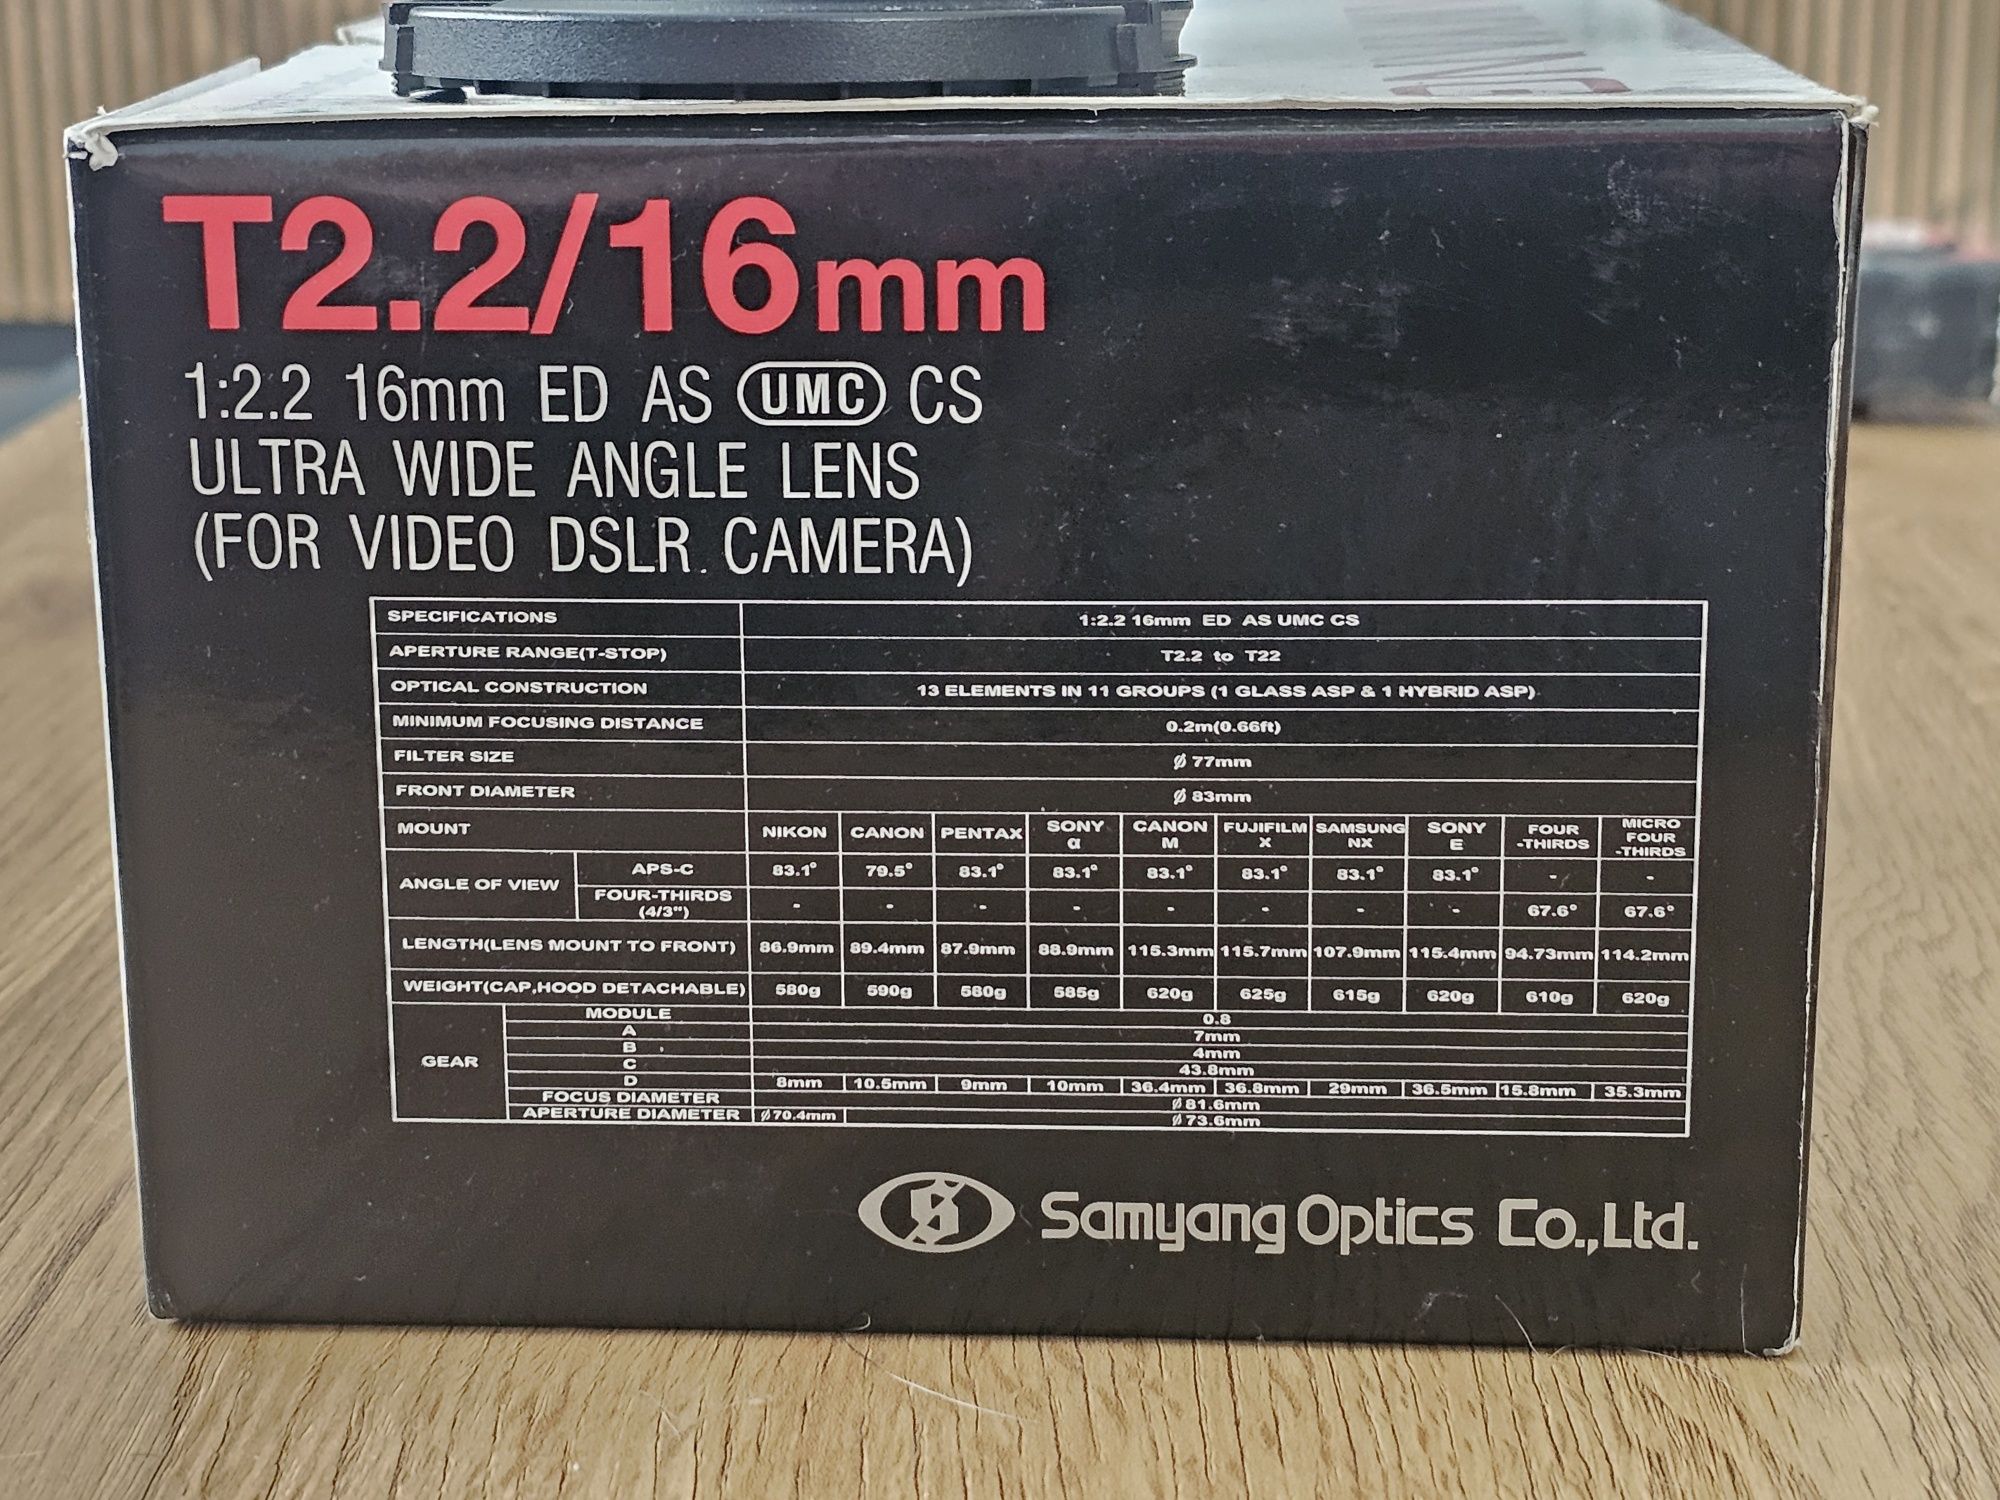 T2.2/16mm
1:2.2 16mm ED AS UMC CS
ULTRA WIDE ANGLE LENS
(FOR VIDEO DSLR CAMERA)
SPECIFICATIONS 1:2.2 16mm ED AS UMC CS
APERTURE RANGE(T-STOP) T2.2 to T22
OPTICAL CONSTRUCTION 13 ELEMENTS IN 11 GROUPS (1 GLASS ASP & 1 HYBRID ASP)
MINIMUM FOCUSING DISTANCE 0.2m(0.66ft)
FILTER SIZE Ø 77mm
FRONT DIAMETER Ø 83mm
MOUNT NIKON CANON PENTAX SONY α CANON M FUJIFILM X SAMSUNG NX SONY E FOUR -THIRDS MICRO FOUR -THIRDS
ANGLE OF VIEW APS-C 83.1° 79.5° 83.1° 83.1° 83.1° 83.1° 83.1° 83.1° - -
FOUR-THIRDS (4/3") - - - - - - - - 67.6° 67.6°
LENGTH(LENS MOUNT TO FRONT) 86.9mm 89.4mm 87.9mm 88.9mm 115.3mm 115.7mm 107.9mm 115.4mm 94.73mm 114.2mm
WEIGHT(CAP,HOOD DETACHABLE) 580g 590g 580g 585g 620g 625g 615g 620g 610g 620g
GEAR MODULE 0.8
A 7mm
B 4mm
C 43.8mm
D 8mm 10.5mm 9mm 10mm 36.4mm 36.8mm 29mm 36.5mm 15.8mm 35.3mm
FOCUS DIAMETER Ø 81.6mm
APERTURE DIAMETER Ø 70.4mm Ø 73.6mm
Samyang Optics Co.,Ltd.